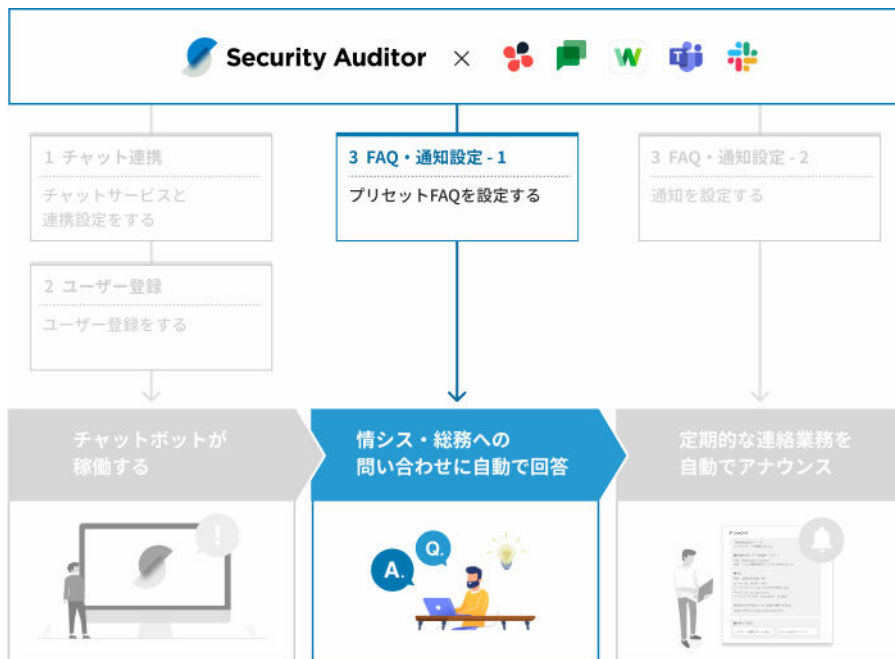 Security Auditor ×
1 チャット連携
チャットサービスと
連携設定をする
2 ユーザー登録
ユーザー登録をする
3 FAQ・通知設定 - 1
プリセットFAQを設定する
3 FAQ・通知設定 - 2
通知を設定する
チャットボットが
稼働する
情シス・総務への
問い合わせに自動で回答
定期的な連絡業務を
自動でアナウンス
!
A.
Q.